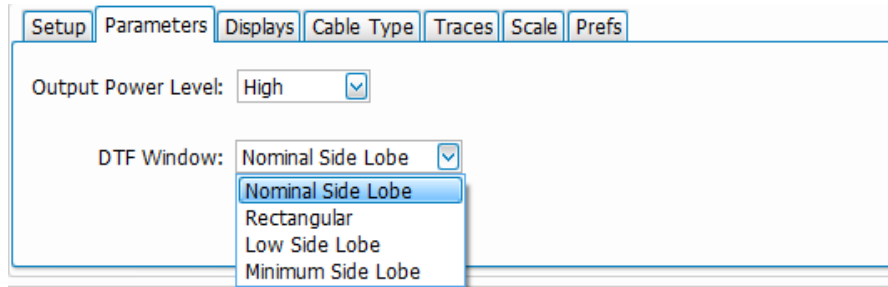 Setup Parameters Displays Cable Type Traces Scale Prefs
Output Power Level: High
DTF Window: Nominal Side Lobe
Nominal Side Lobe
Rectangular
Low Side Lobe
Minimum Side Lobe